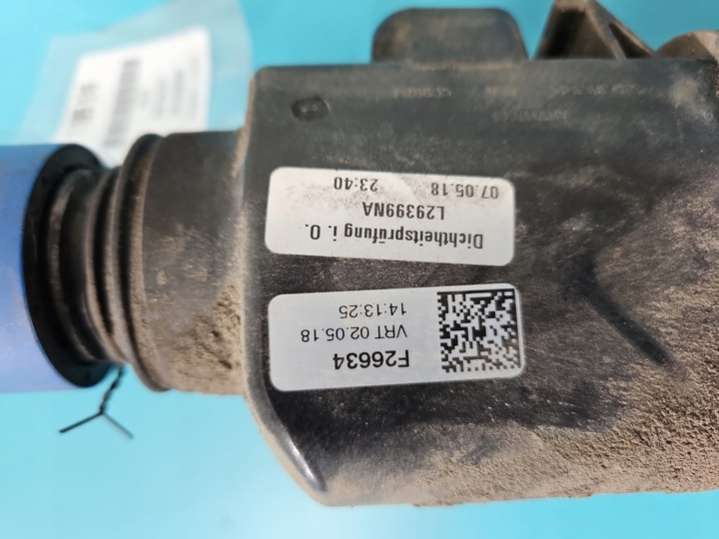 F26634
VRT 02.05.18
14:13:25
Dichtheitsprüfung i. O.
L29399NA
07.05.18 23:40